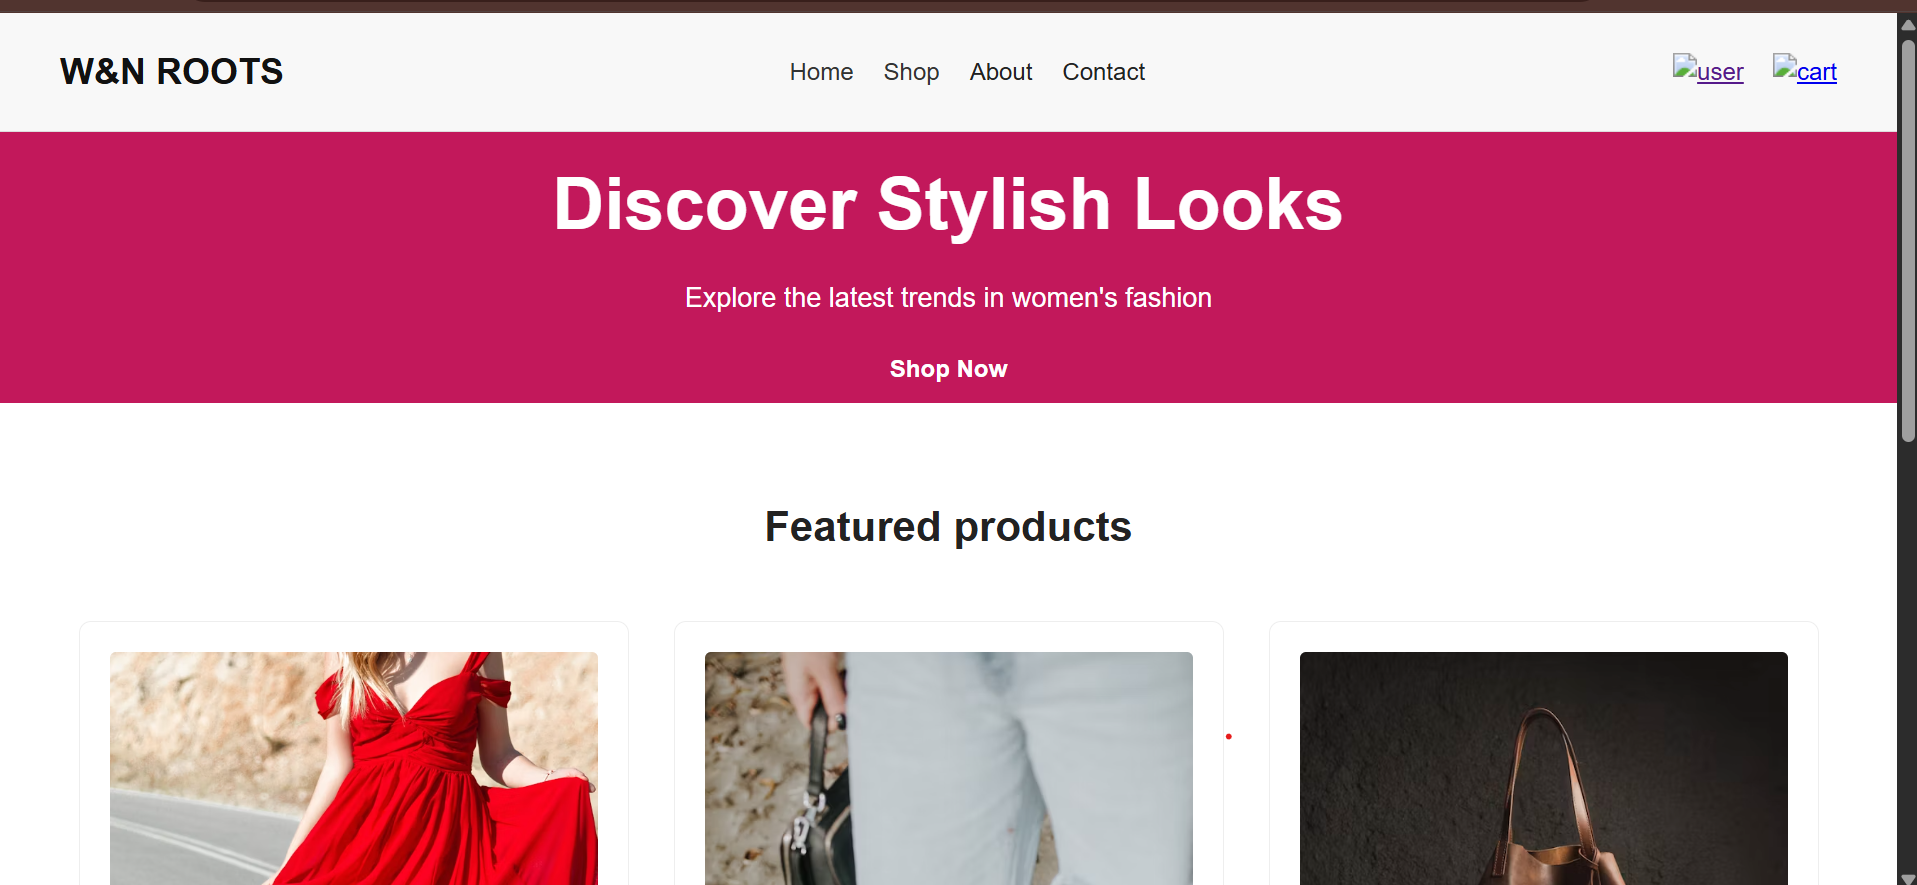 W&N ROOTS
Home Shop About Contact
user cart
Discover Stylish Looks
Explore the latest trends in women's fashion
Shop Now
Featured products